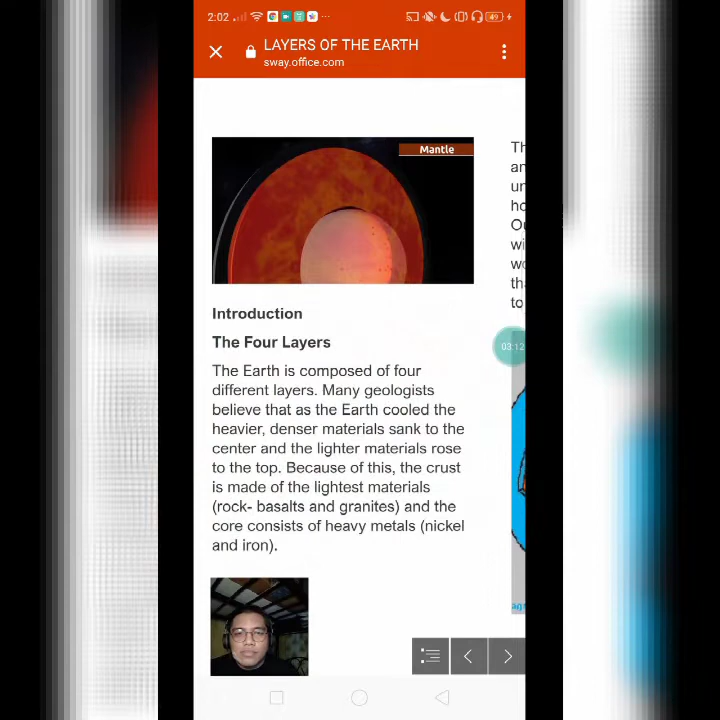 2:02
49
LAYERS OF THE EARTH
sway.office.com
Mantle
Introduction
The Four Layers
The Earth is composed of four
different layers. Many geologists
believe that as the Earth cooled the
heavier, denser materials sank to the
center and the lighter materials rose
to the top. Because of this, the crust
is made of the lightest materials
(rock- basalts and granites) and the
core consists of heavy metals (nickel
and iron).
03:12